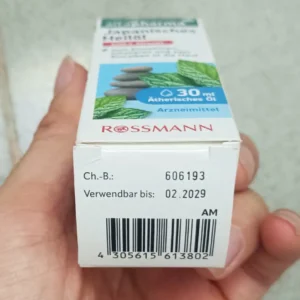 Japanisches
Heilöl
30 ml
Ätherisches Öl
Arzneimittel
ROSSMANN
Ch.-B.: 606193
Verwendbar bis: 02.2029
AM
4 305615 613802